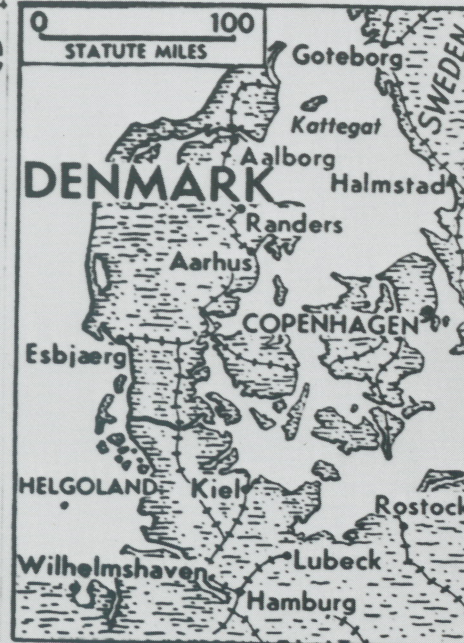 0 100
STATUTE MILES
Goteborg
SWEDEN
Kattegat
Aalborg
DENMARK
Halmstad
Randers
Aarhus
COPENHAGEN
Esbjaerg
HELGOLAND
Kiel
Rostock
Wilhelmshaven
Lubeck
Hamburg